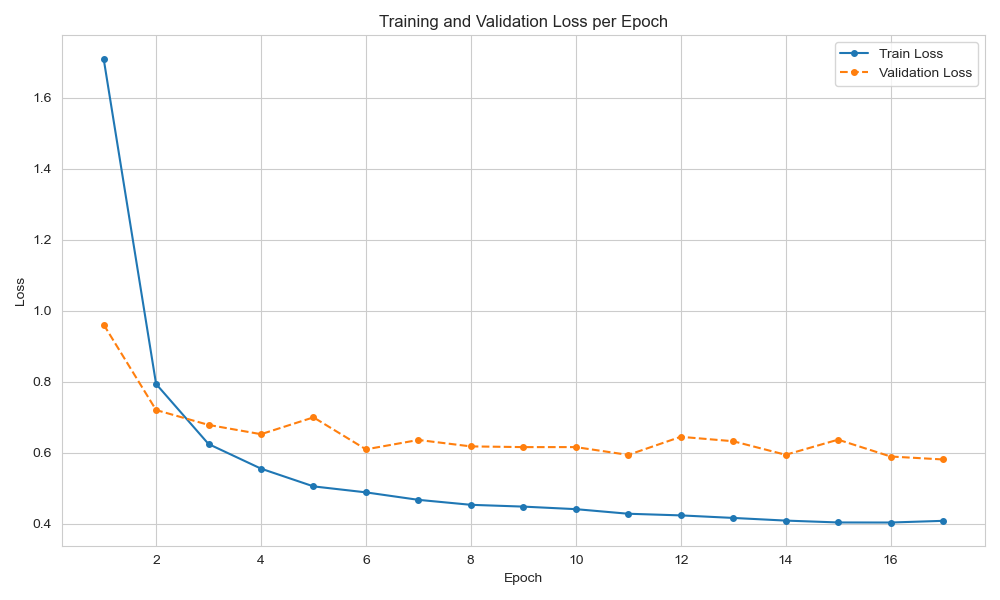 Training and Validation Loss per Epoch
Train Loss
Validation Loss
1.6
1.4
1.2
1.0
0.8
0.6
0.4
Loss
2 4 6 8 10 12 14 16
Epoch